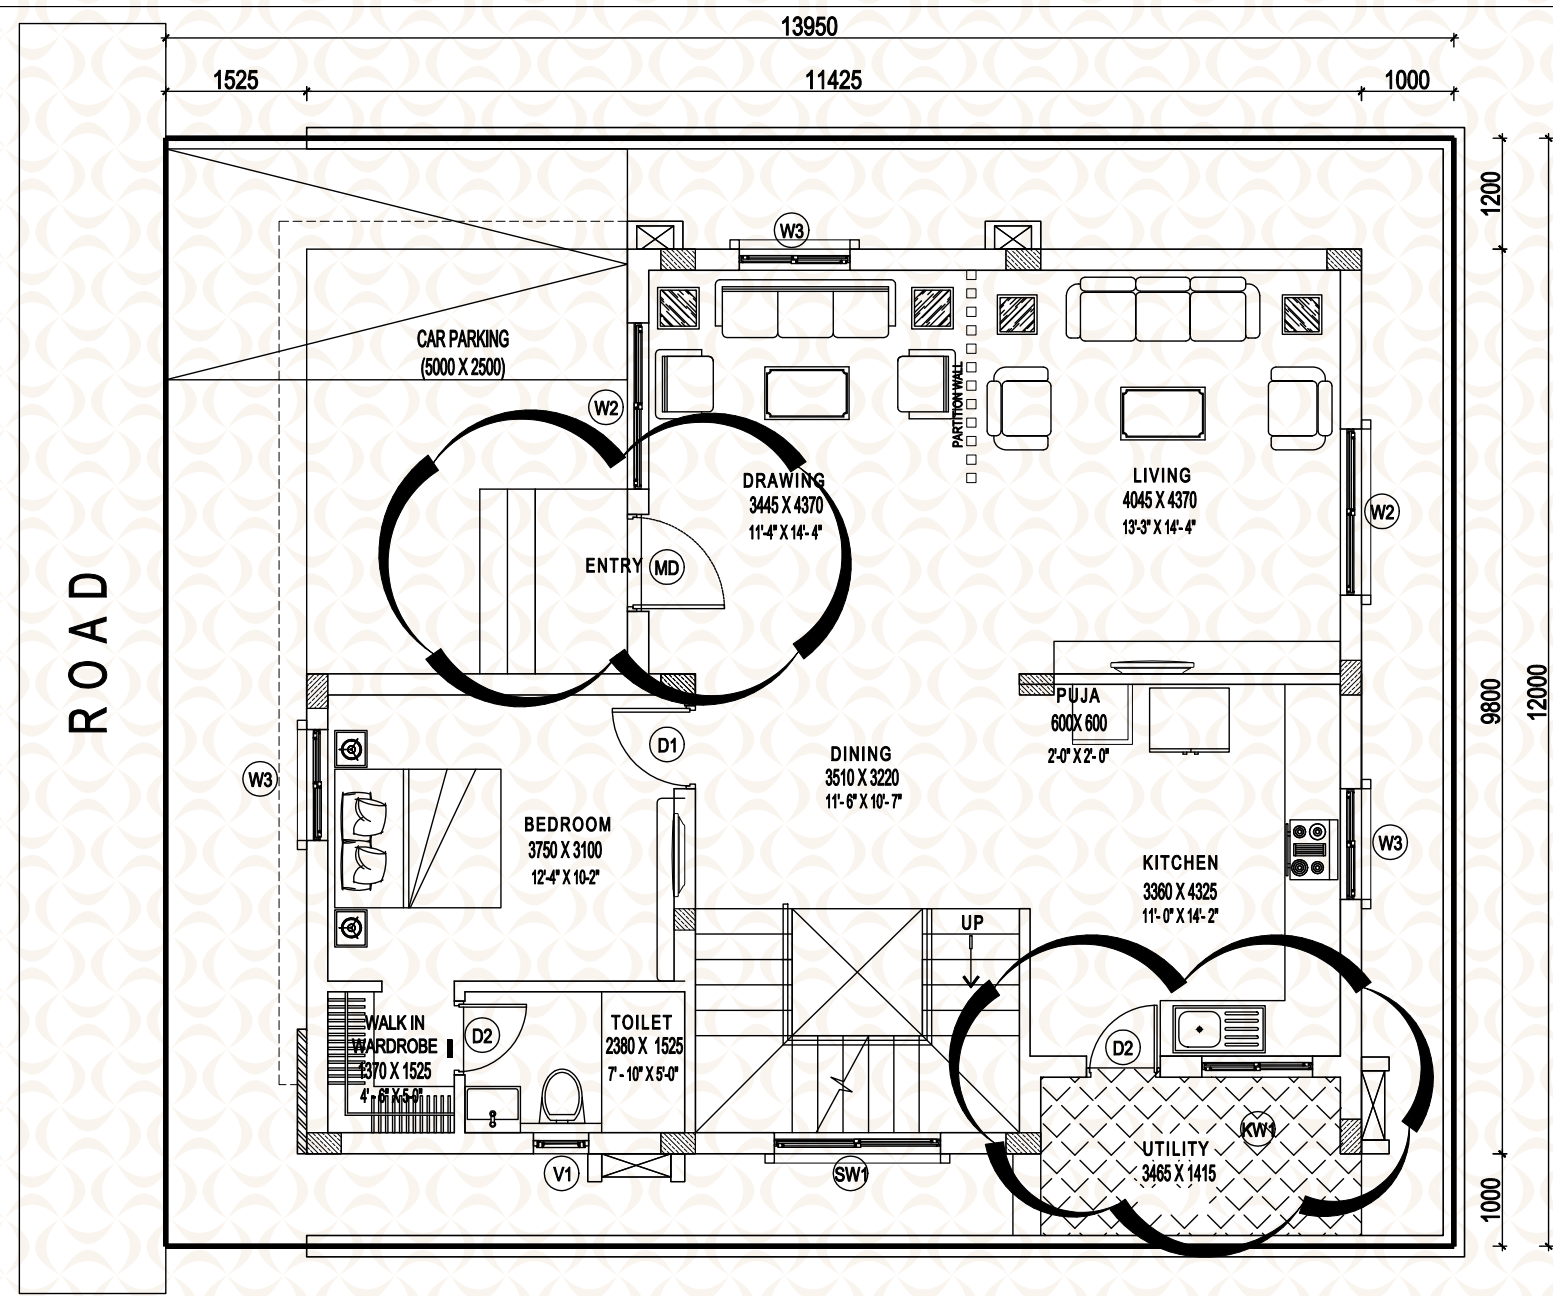 13950
1525
11425
1000
1200
W3
CAR PARKING
(5000 X 2500)
W2
PARTITION WALL
DRAWING
3445 X 4370
11'-4" X 14'- 4"
LIVING
4045 X 4370
13'-3" X 14'- 4"
W2
ENTRY
MD
ROAD
9800
12000
PUJA
600X 600
2'-0" X 2'- 0"
D1
W3
DINING
3510 X 3220
11'- 6" X 10'- 7"
BEDROOM
3750 X 3100
12'-4" X 10-2"
W3
KITCHEN
3360 X 4325
11'- 0" X 14'- 2"
UP
WALK IN
WARDROBE
1370 X 1525
4' - 6" X 5-0"
D2
TOILET
2380 X 1525
7' - 10" X 5'-0"
D2
KW1
UTILITY
3465 X 1415
V1
SW1
1000